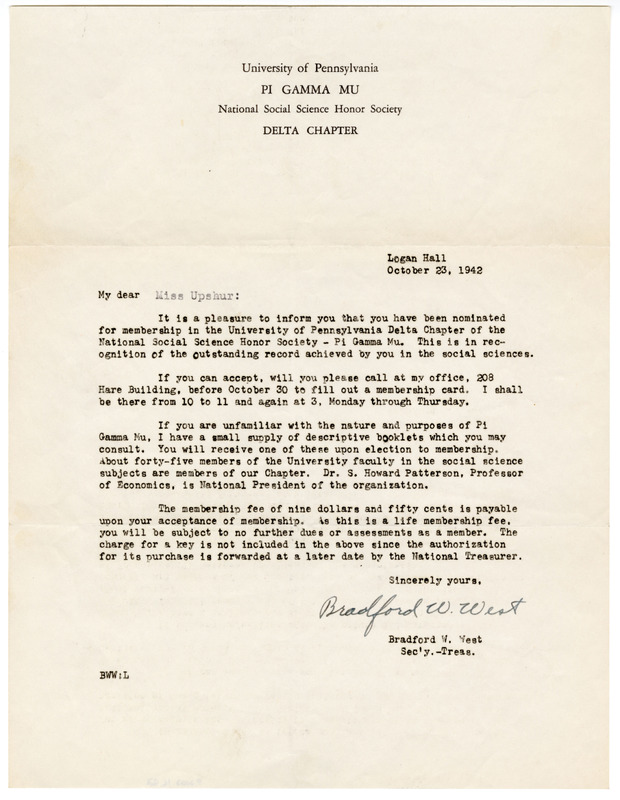 University of Pennsylvania
PI GAMMA MU
National Social Science Honor Society
DELTA CHAPTER
Logan Hall
October 23, 1942
My dear Miss Upshur:
It is a pleasure to inform you that you have been nominated
for membership in the University of Pennsylvania Delta Chapter of the
National Social Science Honor Society - Pi Gamma Mu. This is in rec-
ognition of the outstanding record achieved by you in the social sciences.
If you can accept, will you please call at my office, 208
Hare Building, before October 30 to fill out a membership card. I shall
be there from 10 to 11 and again at 3, Monday through Thursday.
If you are unfamiliar with the nature and purposes of Pi
Gamma Mu, I have a small supply of descriptive booklets which you may
consult. You will receive one of these upon election to membership.
About forty-five members of the University faculty in the social science
subjects are members of our Chapter. Dr. S. Howard Patterson, Professor
of Economics, is National President of the organization.
The membership fee of nine dollars and fifty cents is payable
upon your acceptance of membership. As this is a life membership fee,
you will be subject to no further dues or assessments as a member. The
charge for a key is not included in the above since the authorization
for its purchase is forwarded at a later date by the National Treasurer.
Sincerely yours,
Bradford W. West
Bradford W. West
Sec'y.-Treas.
BWW:L